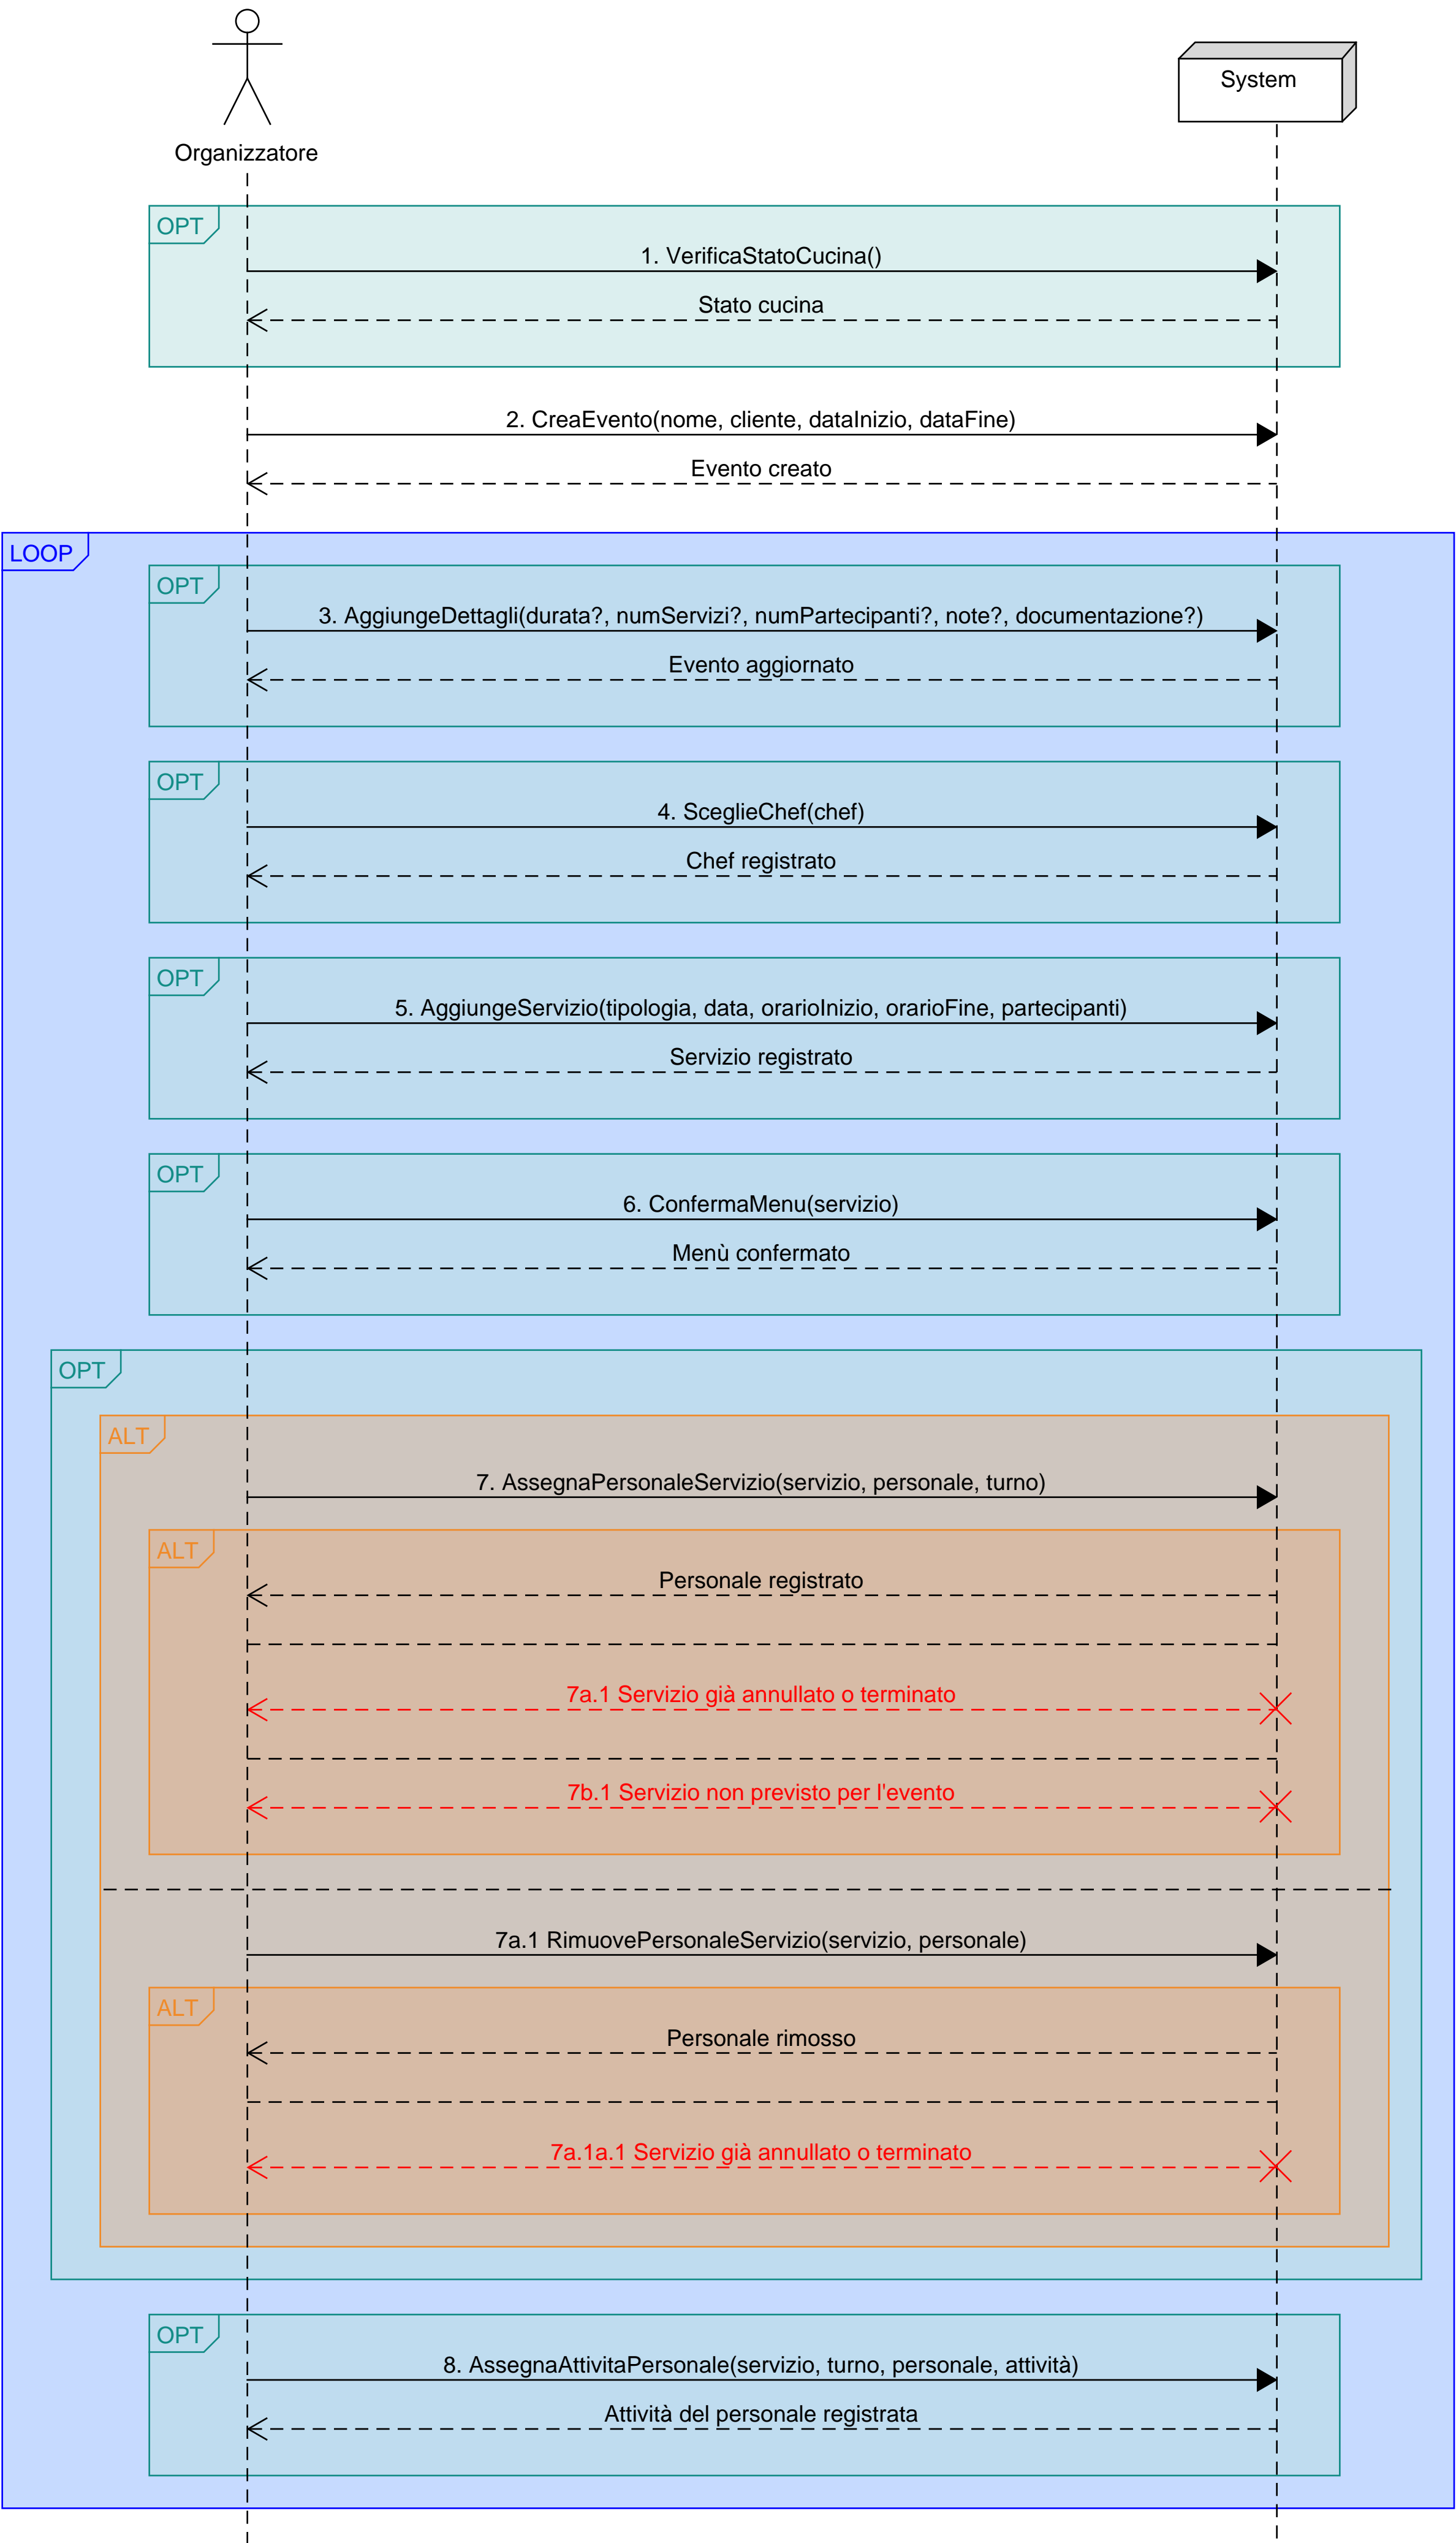 System
Organizzatore
OPT
1. VerificaStatoCucina()
Stato cucina
2. CreaEvento(nome, cliente, dataInizio, dataFine)
Evento creato
LOOP
OPT
3. AggiungeDettagli(durata?, numServizi?, numPartecipanti?, note?, documentazione?)
Evento aggiornato
OPT
4. SceglieChef(chef)
Chef registrato
OPT
5. AggiungeServizio(tipologia, data, orarioInizio, orarioFine, partecipanti)
Servizio registrato
OPT
6. ConfermaMenu(servizio)
Menù confermato
OPT
ALT
7. AssegnaPersonaleServizio(servizio, personale, turno)
ALT
Personale registrato
7a.1 Servizio già annullato o terminato
7b.1 Servizio non previsto per l'evento
7a.1 RimuovePersonaleServizio(servizio, personale)
ALT
Personale rimosso
7a.1a.1 Servizio già annullato o terminato
OPT
8. AssegnaAttivitaPersonale(servizio, turno, personale, attività)
Attività del personale registrata